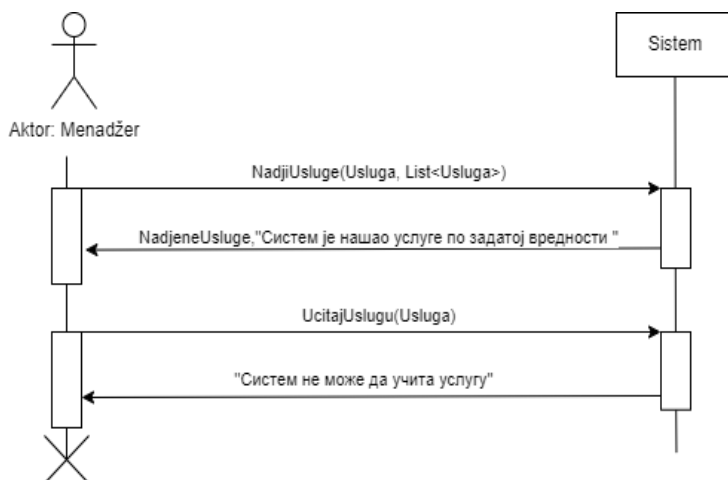 Sistem
Aktor: Menadžer
NadjiUsluge(Usluga, List<Usluga>)
NadjeneUsluge,"Систем је нашао услуге по задатој вредности "
UcitajUslugu(Usluga)
"Систем не може да учита услугу"